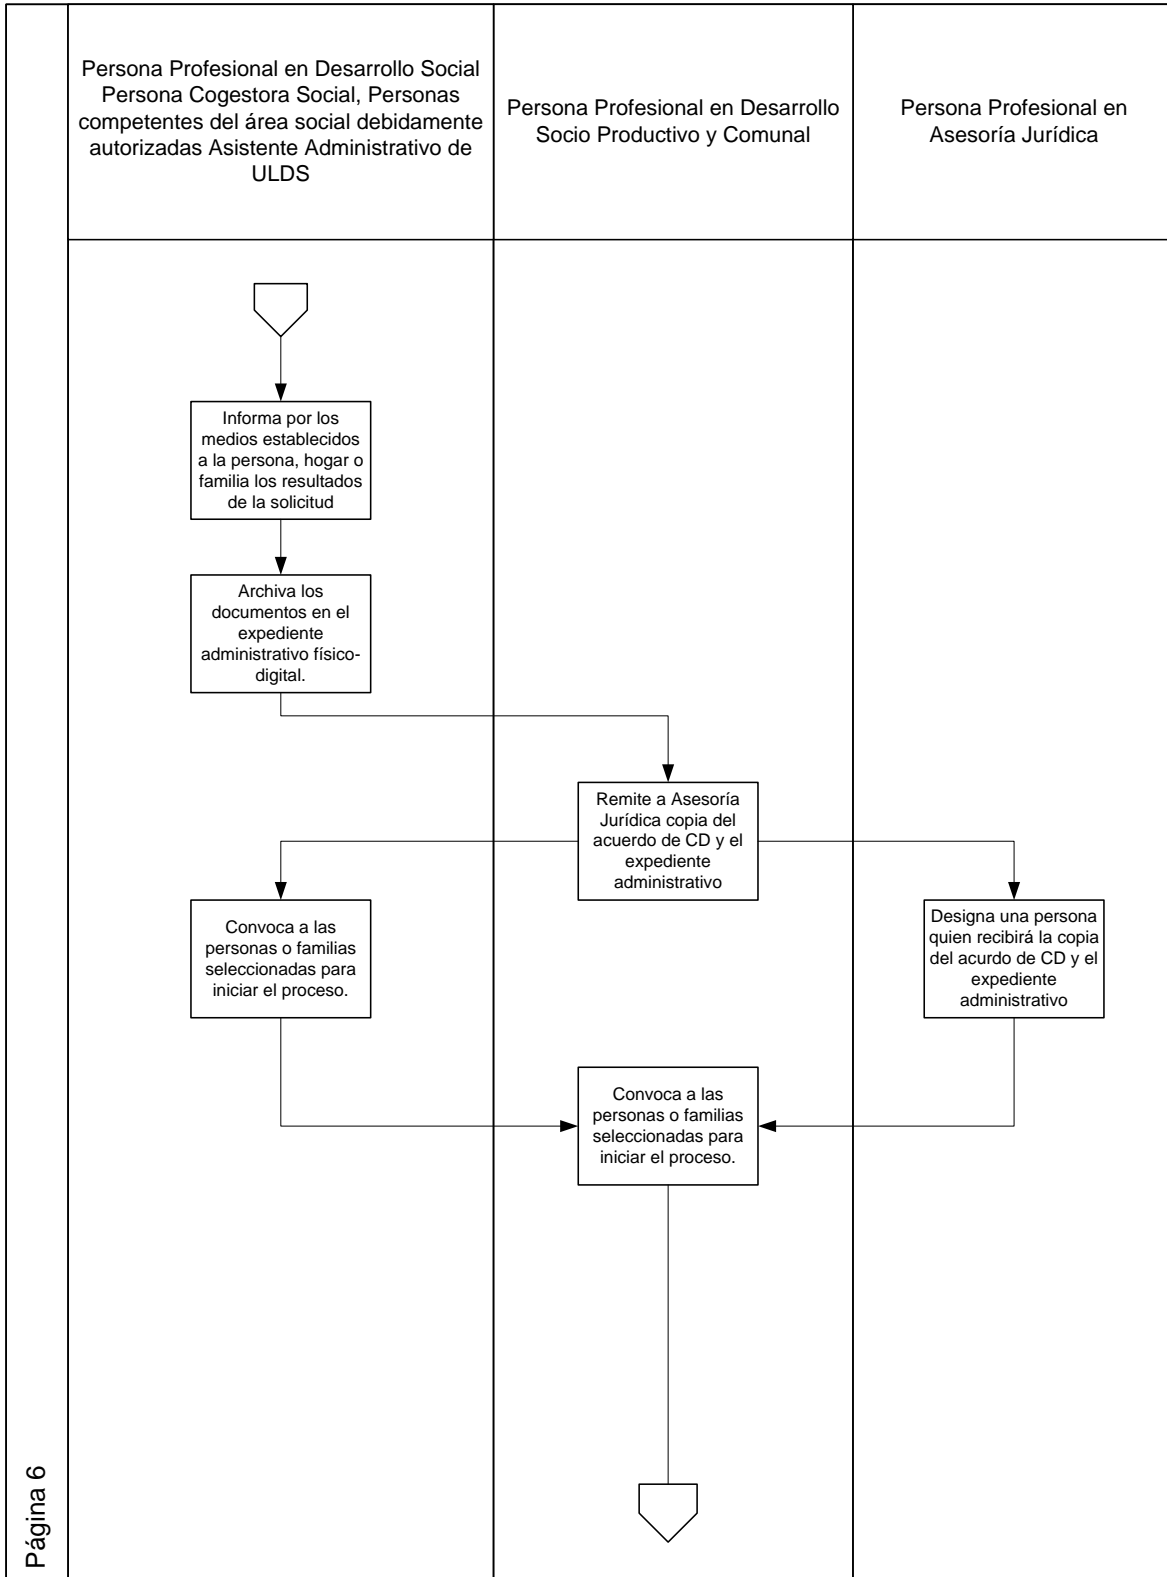 Persona Profesional en Desarrollo Social
Persona Cogestora Social, Personas
competentes del área social debidamente
autorizadas Asistente Administrativo de
ULDS
Persona Profesional en Desarrollo
Socio Productivo y Comunal
Persona Profesional en
Asesoría Jurídica
Informa por los
medios establecidos
a la persona, hogar o
familia los resultados
de la solicitud
Archiva los
documentos en el
expediente
administrativo físico-
digital.
Remite a Asesoría
Jurídica copia del
acuerdo de CD y el
expediente
administrativo
Convoca a las
personas o familias
seleccionadas para
iniciar el proceso.
Designa una persona
quien recibirá la copia
del acurdo de CD y el
expediente
administrativo
Convoca a las
personas o familias
seleccionadas para
iniciar el proceso.
Página 6